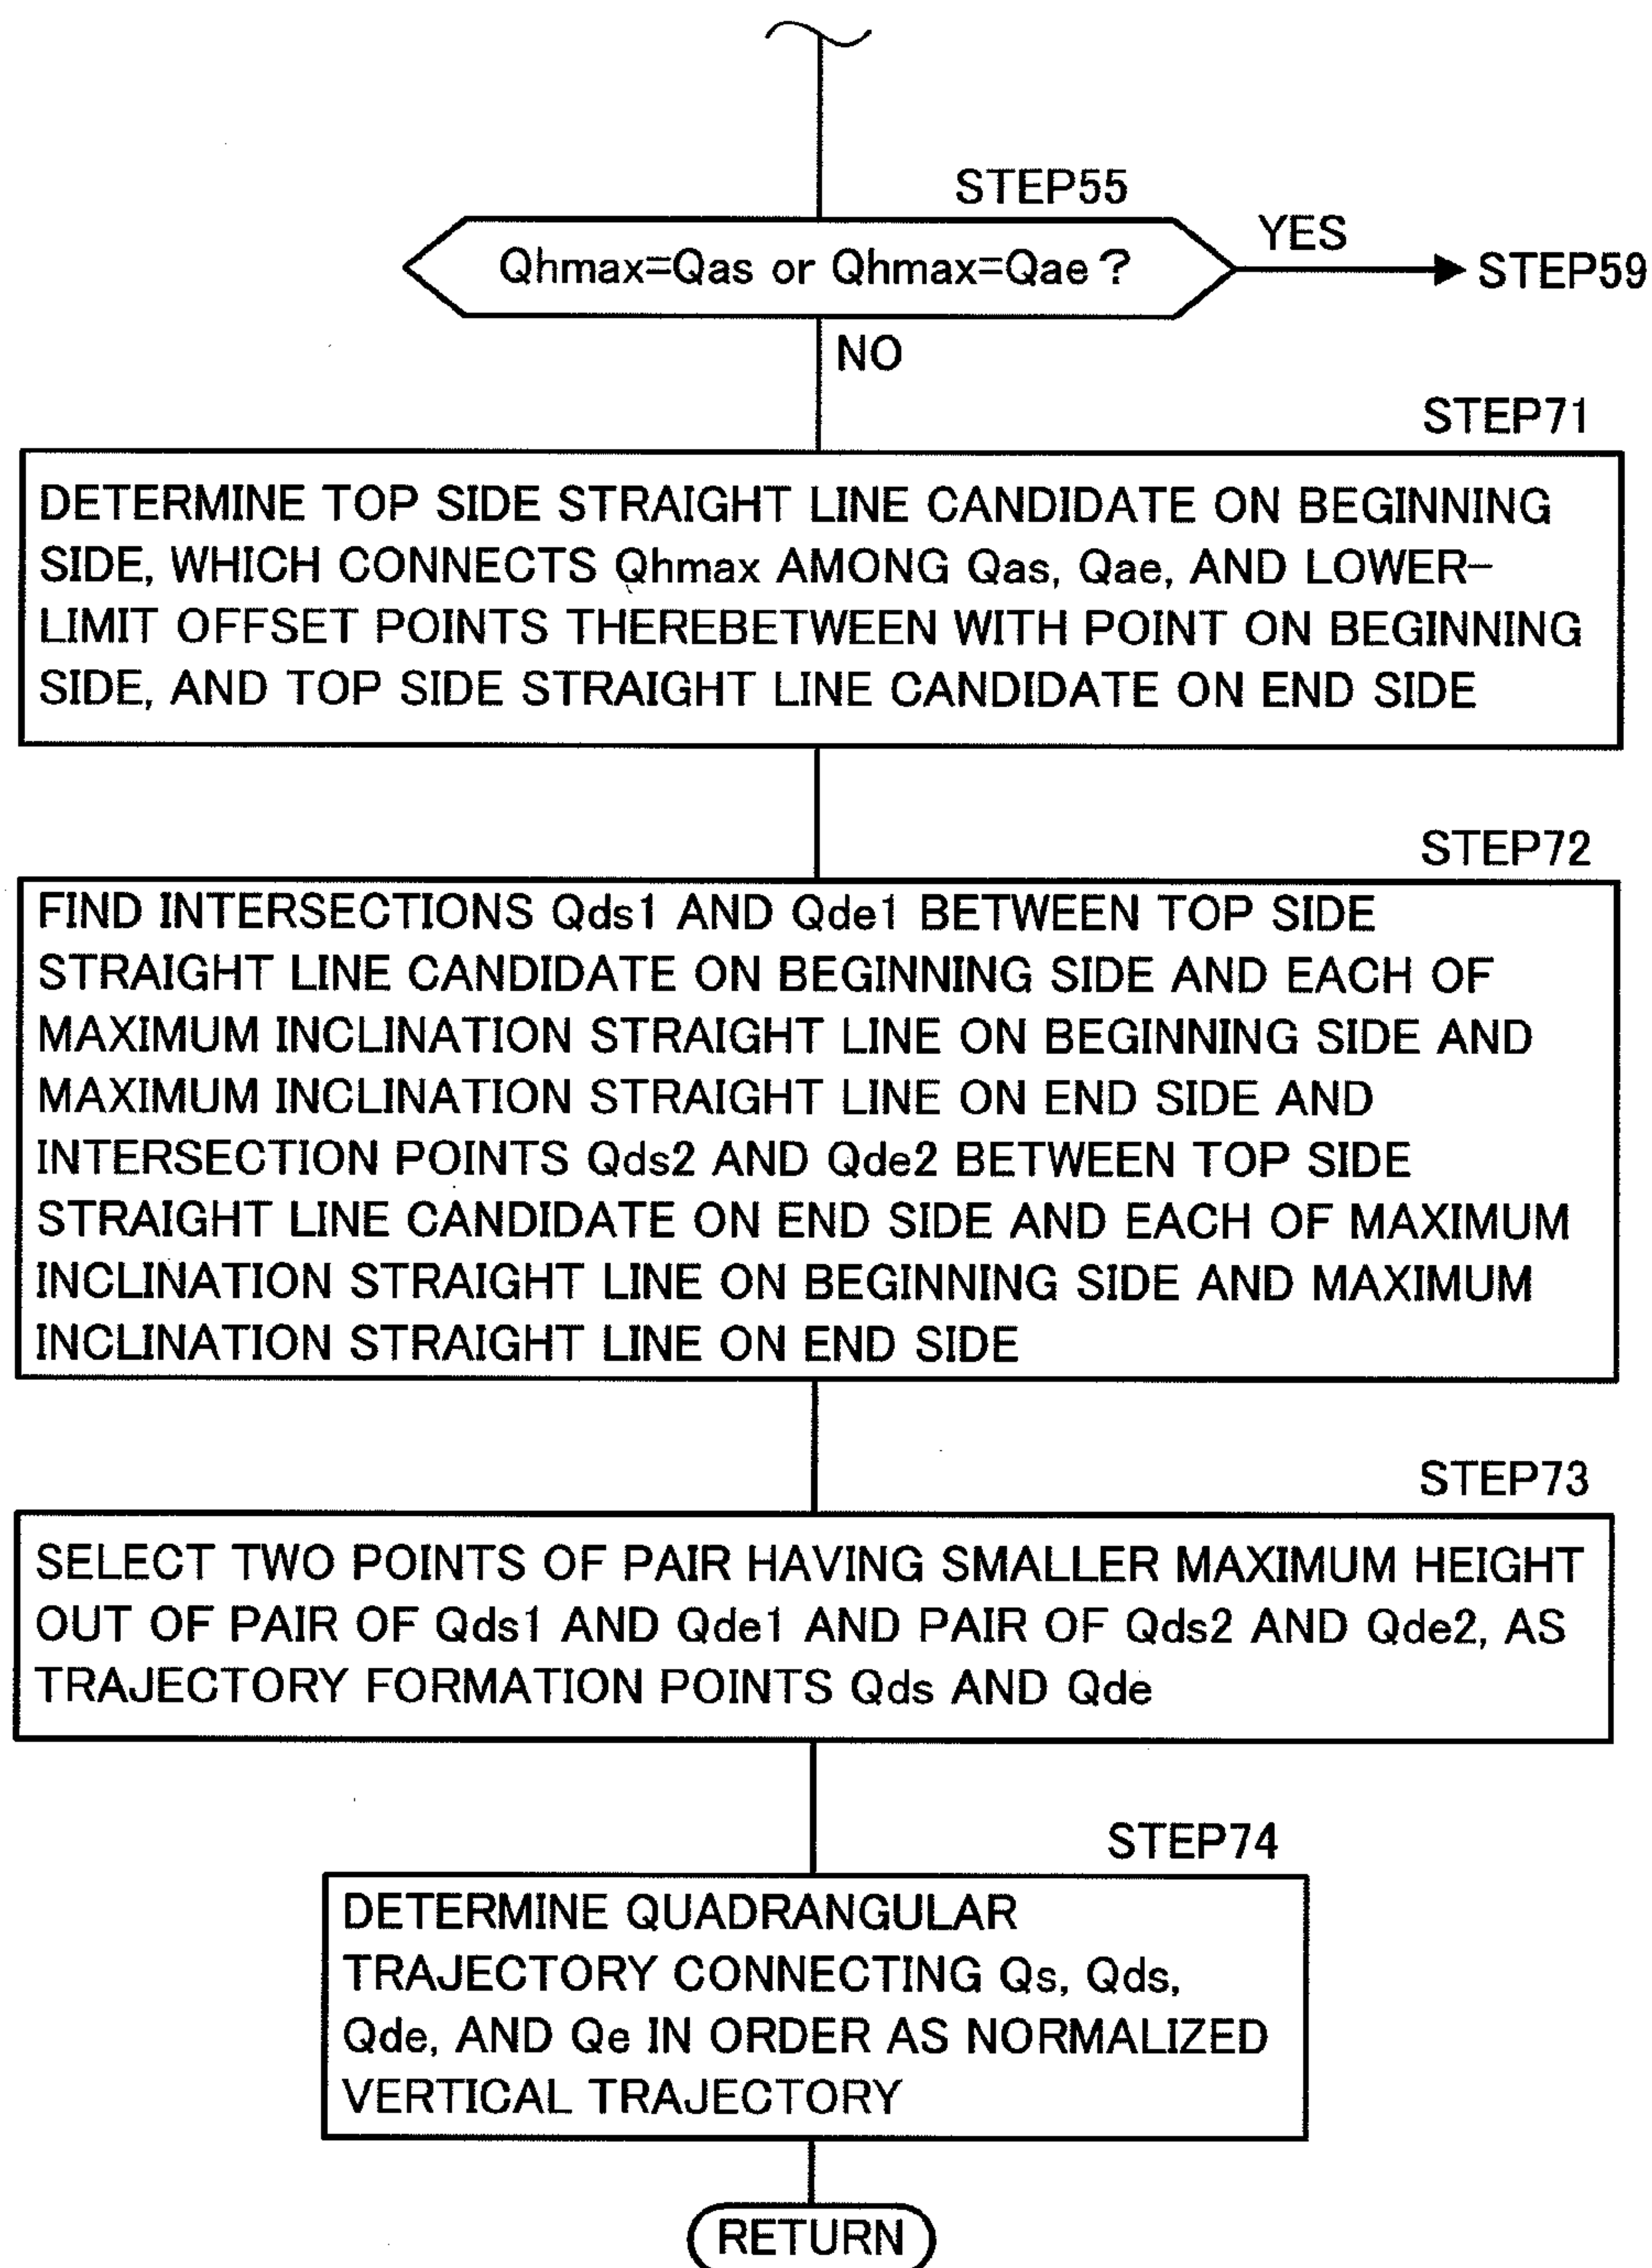 STEP55
Qhmax=Qas or Qhmax=Qae ?
YES
STEP59
NO
STEP71
DETERMINE TOP SIDE STRAIGHT LINE CANDIDATE ON BEGINNING
SIDE, WHICH CONNECTS Qhmax AMONG Qas, Qae, AND LOWER-
LIMIT OFFSET POINTS THEREBETWEEN WITH POINT ON BEGINNING
SIDE, AND TOP SIDE STRAIGHT LINE CANDIDATE ON END SIDE
STEP72
FIND INTERSECTIONS Qds1 AND Qde1 BETWEEN TOP SIDE
STRAIGHT LINE CANDIDATE ON BEGINNING SIDE AND EACH OF
MAXIMUM INCLINATION STRAIGHT LINE ON BEGINNING SIDE AND
MAXIMUM INCLINATION STRAIGHT LINE ON END SIDE AND
INTERSECTION POINTS Qds2 AND Qde2 BETWEEN TOP SIDE
STRAIGHT LINE CANDIDATE ON END SIDE AND EACH OF MAXIMUM
INCLINATION STRAIGHT LINE ON BEGINNING SIDE AND MAXIMUM
INCLINATION STRAIGHT LINE ON END SIDE
STEP73
SELECT TWO POINTS OF PAIR HAVING SMALLER MAXIMUM HEIGHT
OUT OF PAIR OF Qds1 AND Qde1 AND PAIR OF Qds2 AND Qde2, AS
TRAJECTORY FORMATION POINTS Qds AND Qde
STEP74
DETERMINE QUADRANGULAR
TRAJECTORY CONNECTING Qs, Qds,
Qde, AND Qe IN ORDER AS NORMALIZED
VERTICAL TRAJECTORY
RETURN